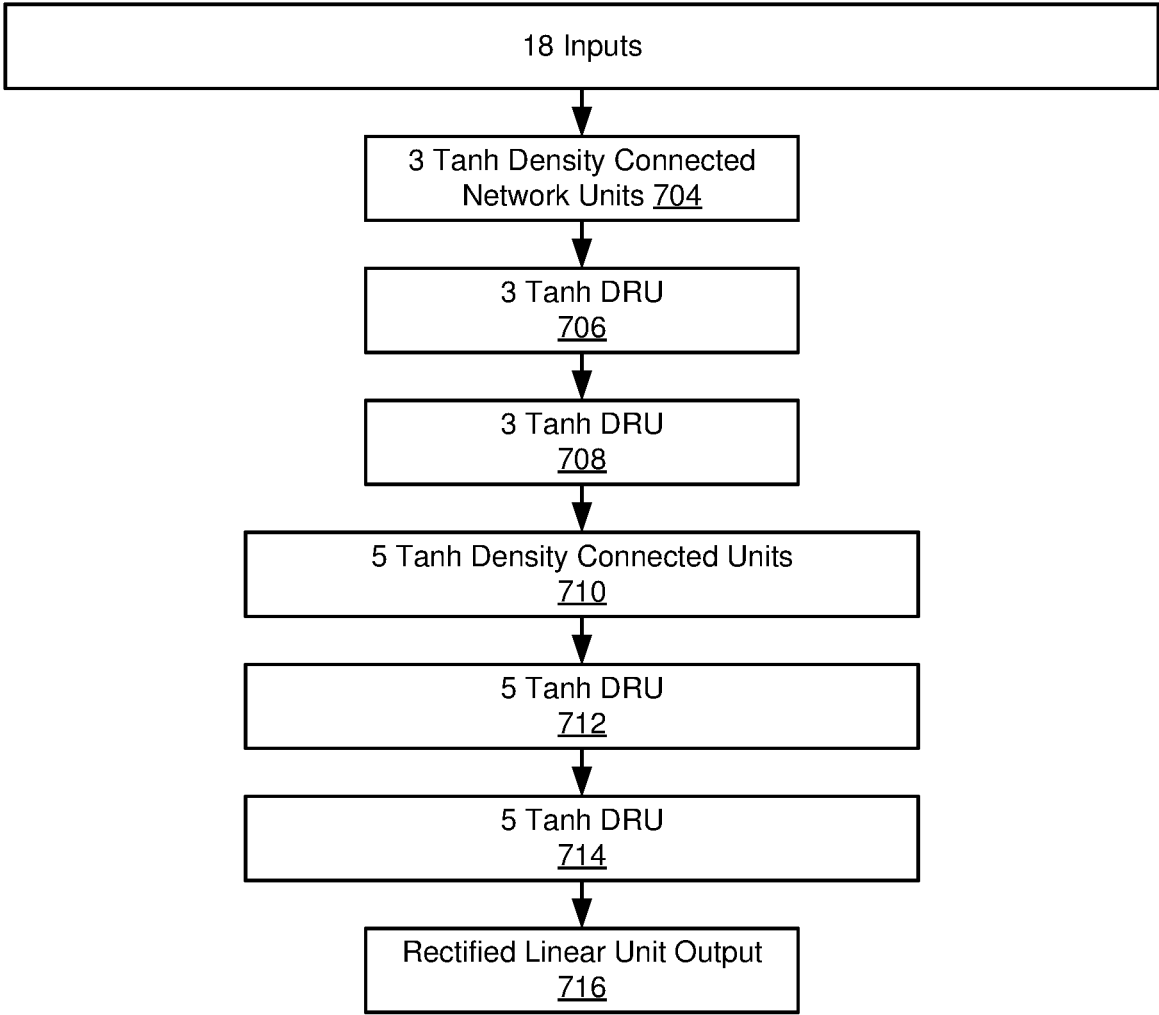 18 Inputs
3 Tanh Density Connected
Network Units 704
3 Tanh DRU
706
3 Tanh DRU
708
5 Tanh Density Connected Units
710
5 Tanh DRU
712
5 Tanh DRU
714
Rectified Linear Unit Output
716